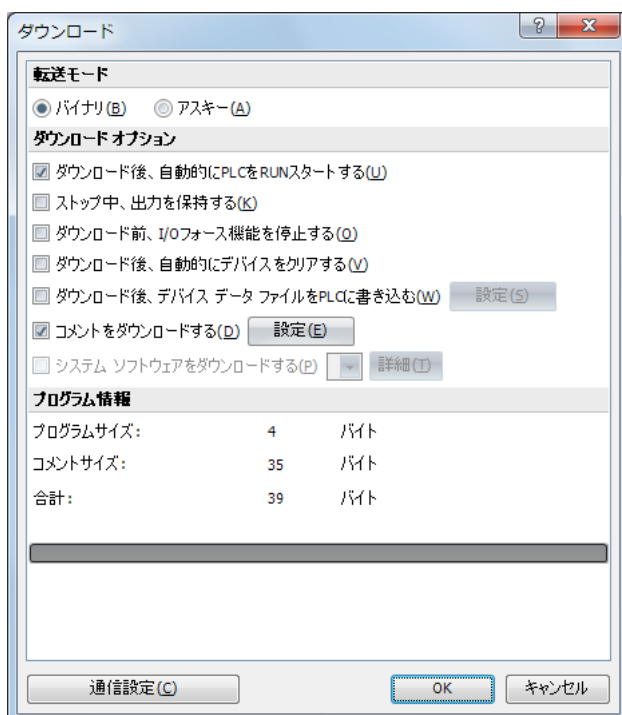 ダウンロード
転送モード
バイナリ(B) アスキー(A)
ダウンロード オプション
ダウンロード後、自動的にPLCをRUNスタートする(U)
ストップ中、出力を保持する(K)
ダウンロード前、I/Oフォース機能を停止する(O)
ダウンロード後、自動的にデバイスをクリアする(V)
ダウンロード後、デバイス データ ファイルをPLCに書き込む(W) 設定(S)
コメントをダウンロードする(D) 設定(E)
システム ソフトウェアをダウンロードする(P) 詳細(T)
プログラム情報
プログラムサイズ: 4 バイト
コメントサイズ: 35 バイト
合計: 39 バイト
通信設定(C) OK キャンセル